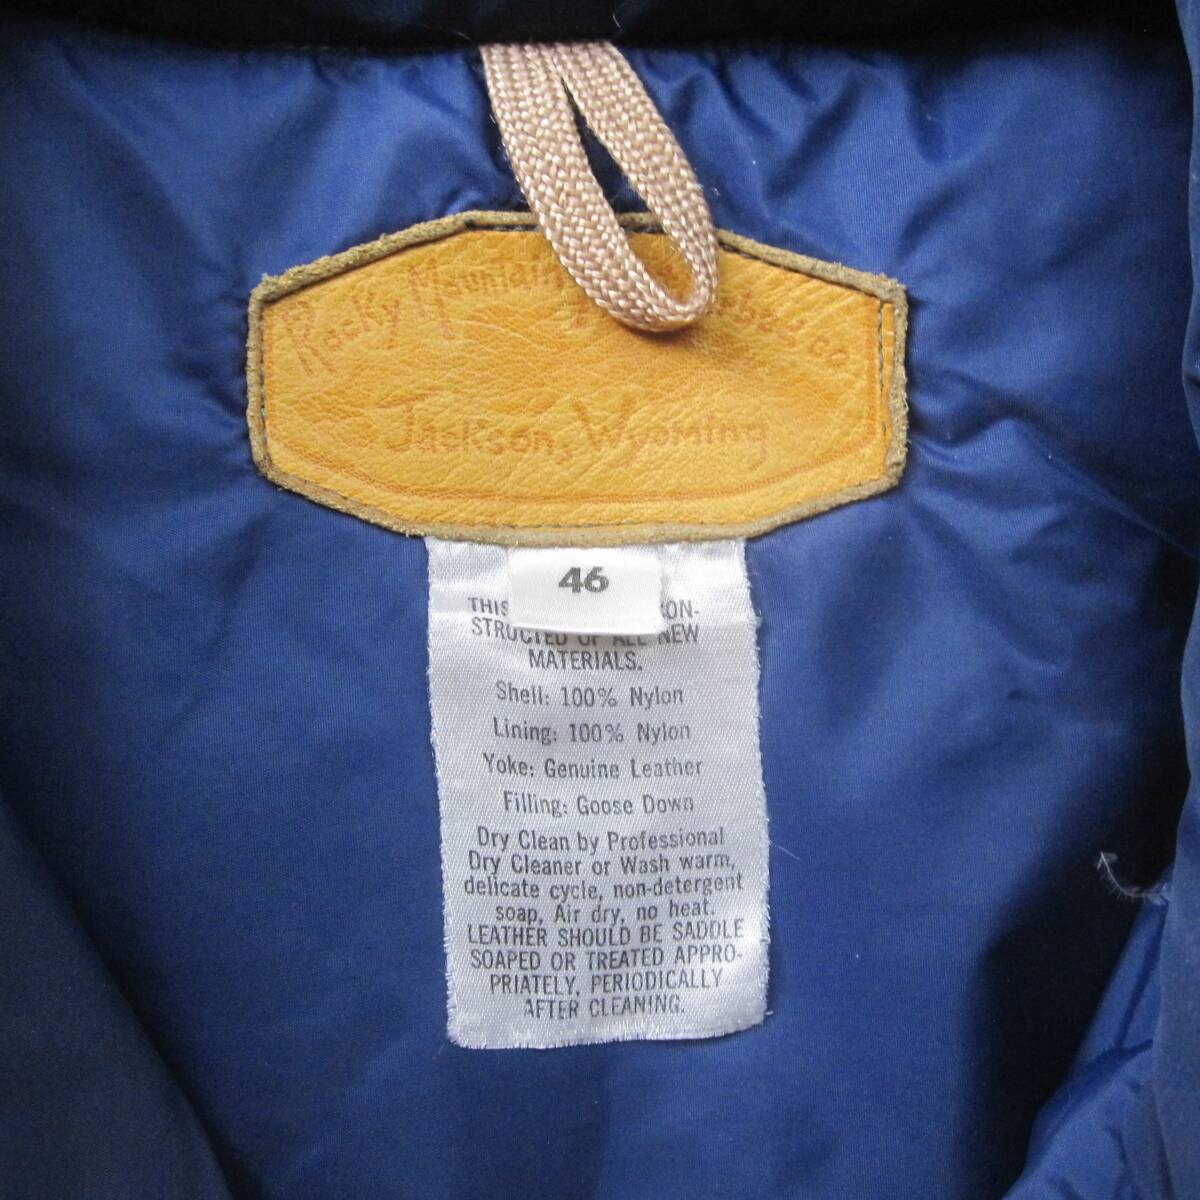 Rocky Mountain co
Jackson, Wyoming
46
THIS CON-
STRUCTED OF ALL NEW
MATERIALS.
Shell: 100% Nylon
Lining: 100% Nylon
Yoke: Genuine Leather
Filling: Goose Down
Dry Clean by Professional
Dry Cleaner or Wash warm,
delicate cycle, non-detergent
soap, Air dry, no heat.
LEATHER SHOULD BE SADDLE
SOAPED OR TREATED APPRO-
PRIATELY, PERIODICALLY
AFTER CLEANING.